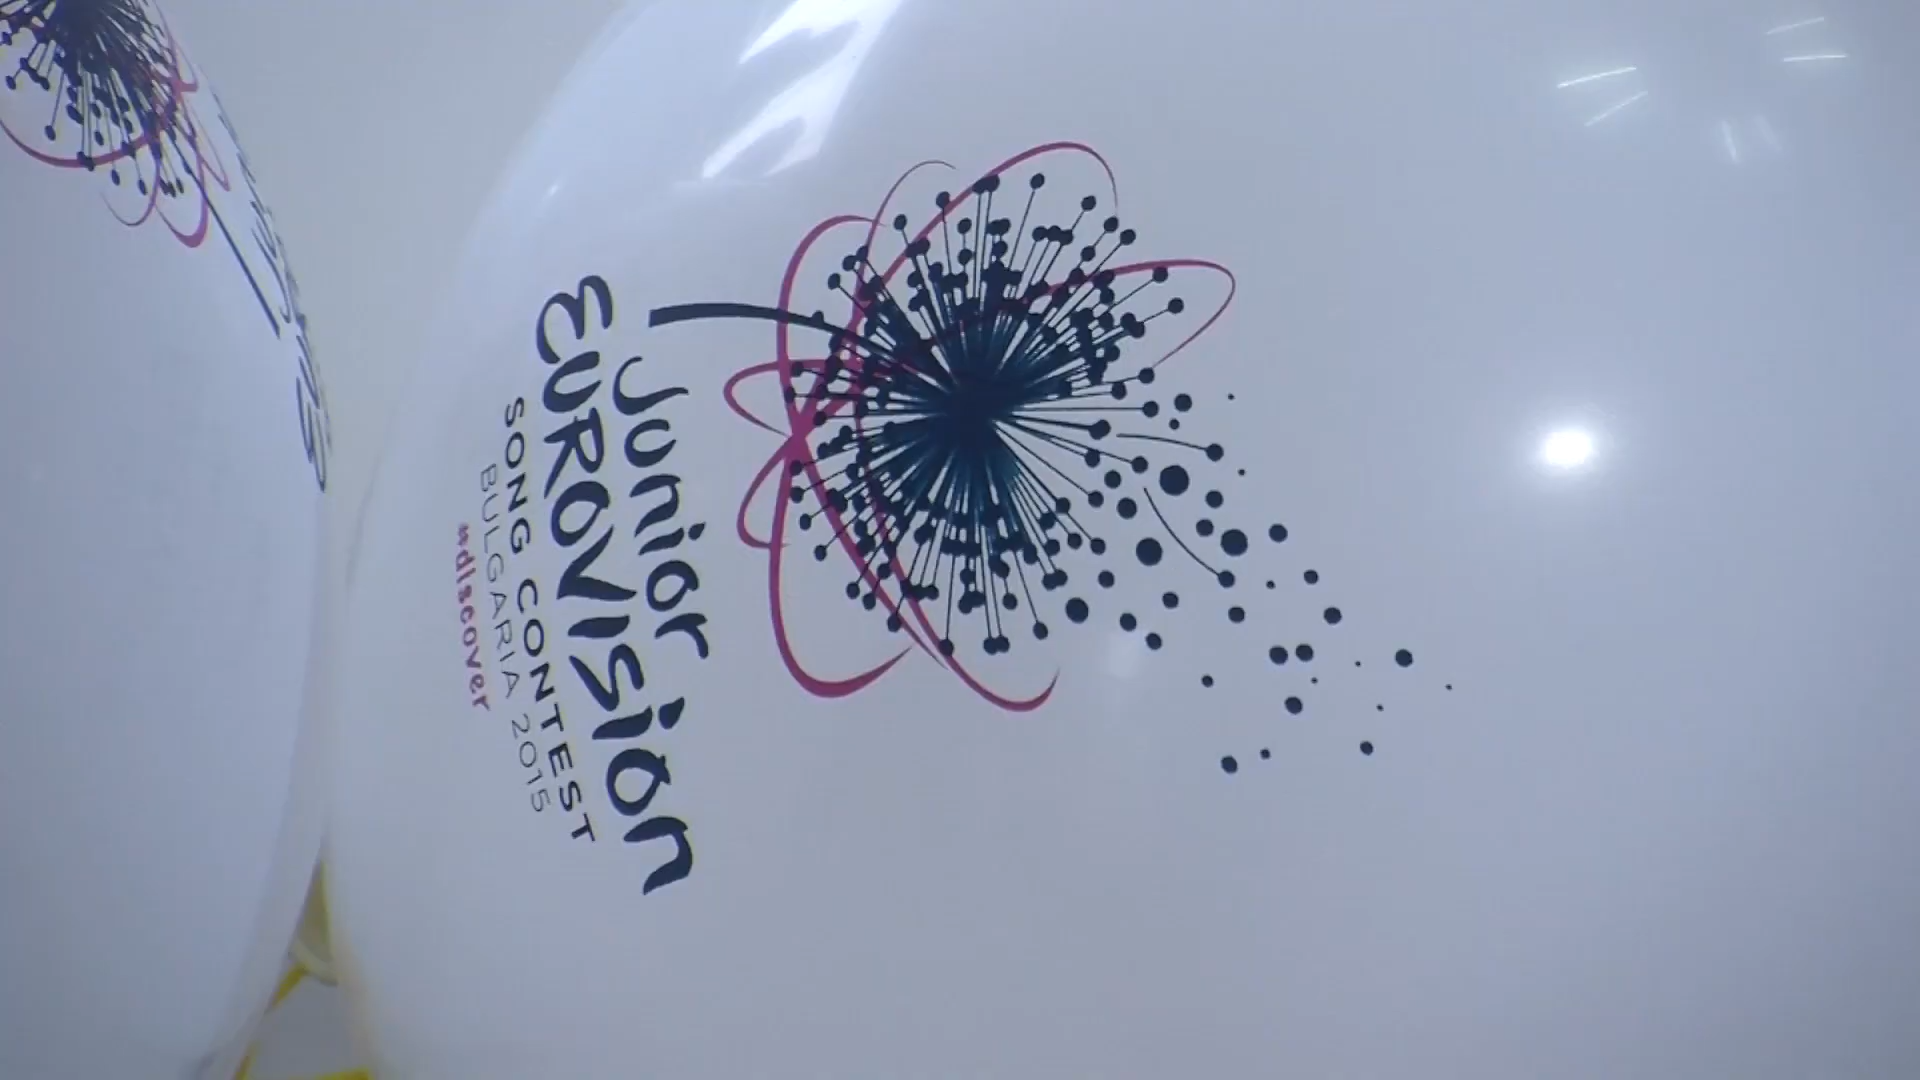 Junior
EUROVISion
SONG CONTEST
BULGARIA 2015
#discover